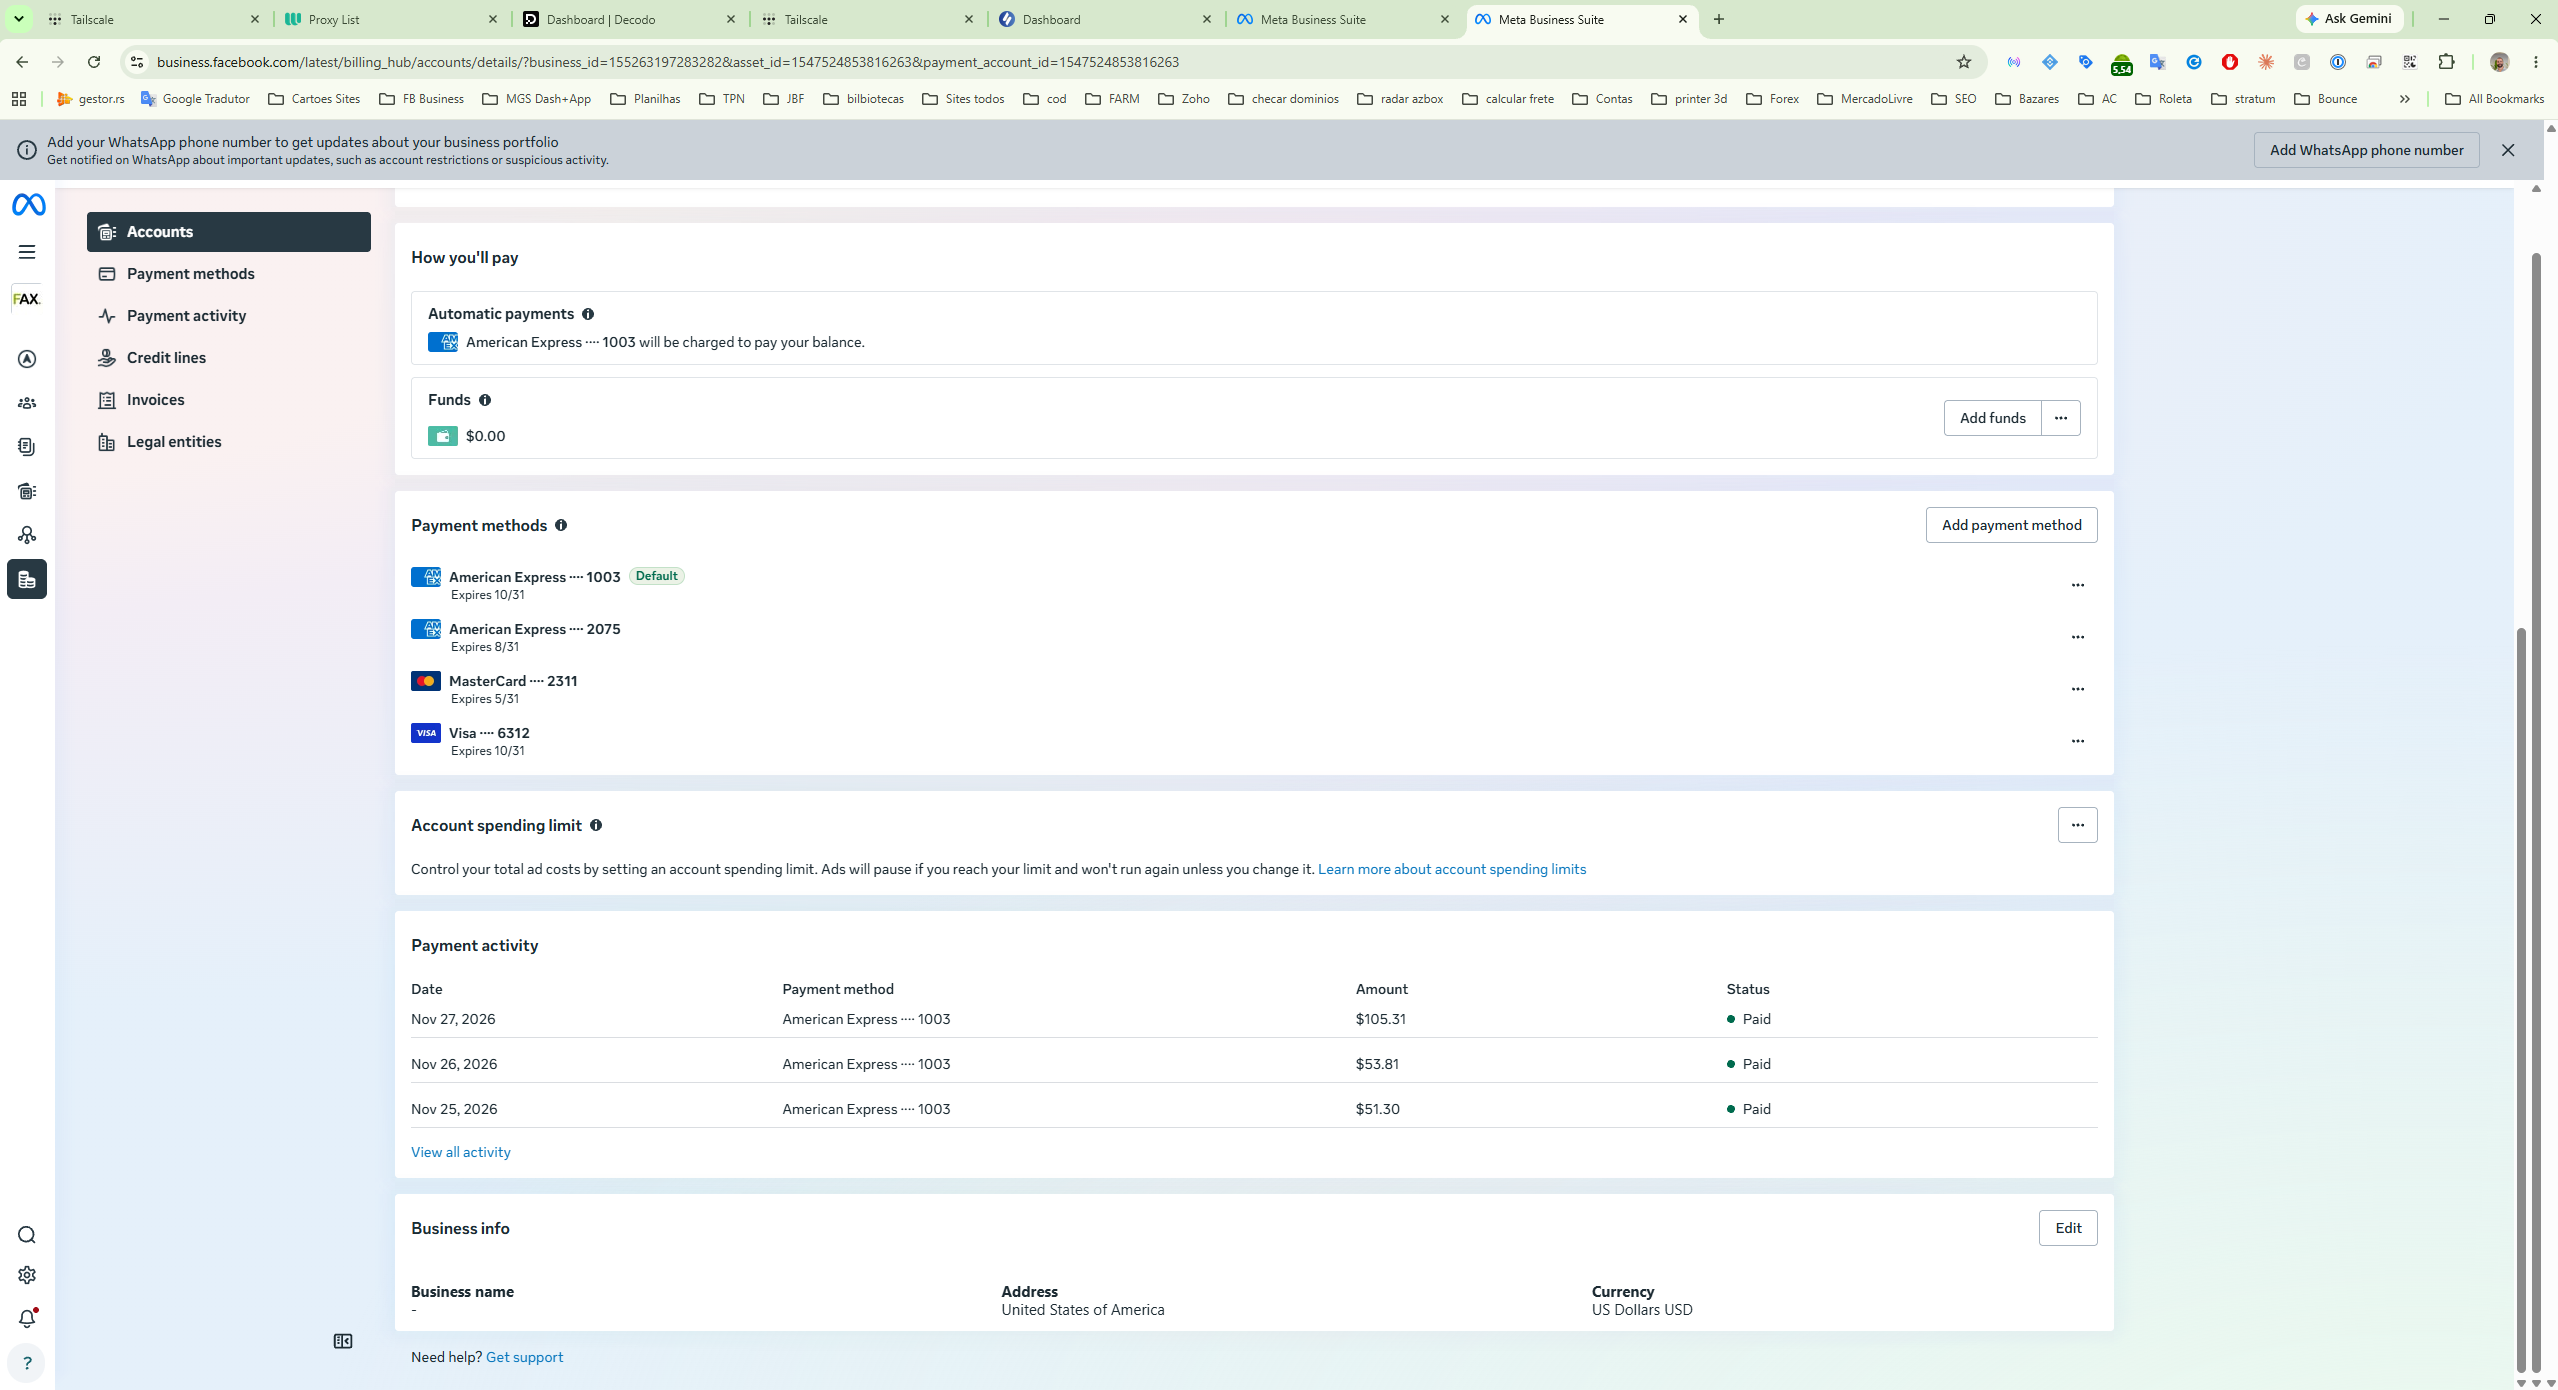 Tailscale
Proxy List
Dashboard | Decodo
Tailscale
Dashboard
Meta Business Suite
Meta Business Suite
Ask Gemini
business.facebook.com/latest/billing_hub/accounts/details/?business_id=1552631972832828&asset_id=1547524853816263&payment_account_id=1547524853816263
5,54
gestor.rs
Google Tradutor
Cartoes Sites
FB Business
MGS Dash+App
Planilhas
TPN
JBF
bilbiotecas
Sites todos
cod
FARM
Zoho
checar dominios
radar azbox
calcular frete
Contas
printer 3d
Forex
MercadoLivre
SEO
Bazares
AC
Roleta
stratum
Bounce
All Bookmarks
Add your WhatsApp phone number to get updates about your business portfolio
Get notified on WhatsApp about important updates, such as account restrictions or suspicious activity.
Add WhatsApp phone number
FAX.
Accounts
Payment methods
Payment activity
Credit lines
Invoices
Legal entities
How you'll pay
Automatic payments
AMEX American Express ···· 1003 will be charged to pay your balance.
Funds
$0.00
Add funds
Payment methods
Add payment method
AMEX American Express ···· 1003 Default
Expires 10/31
AMEX American Express ···· 2075
Expires 8/31
MasterCard ···· 2311
Expires 5/31
VISA Visa ···· 6312
Expires 10/31
Account spending limit
Control your total ad costs by setting an account spending limit. Ads will pause if you reach your limit and won't run again unless you change it. Learn more about account spending limits
Payment activity
Date Payment method Amount Status
Nov 27, 2026 American Express ···· 1003 $105.31 Paid
Nov 26, 2026 American Express ···· 1003 $53.81 Paid
Nov 25, 2026 American Express ···· 1003 $51.30 Paid
View all activity
Business info
Edit
Business name Address Currency
- United States of America US Dollars USD
Need help? Get support